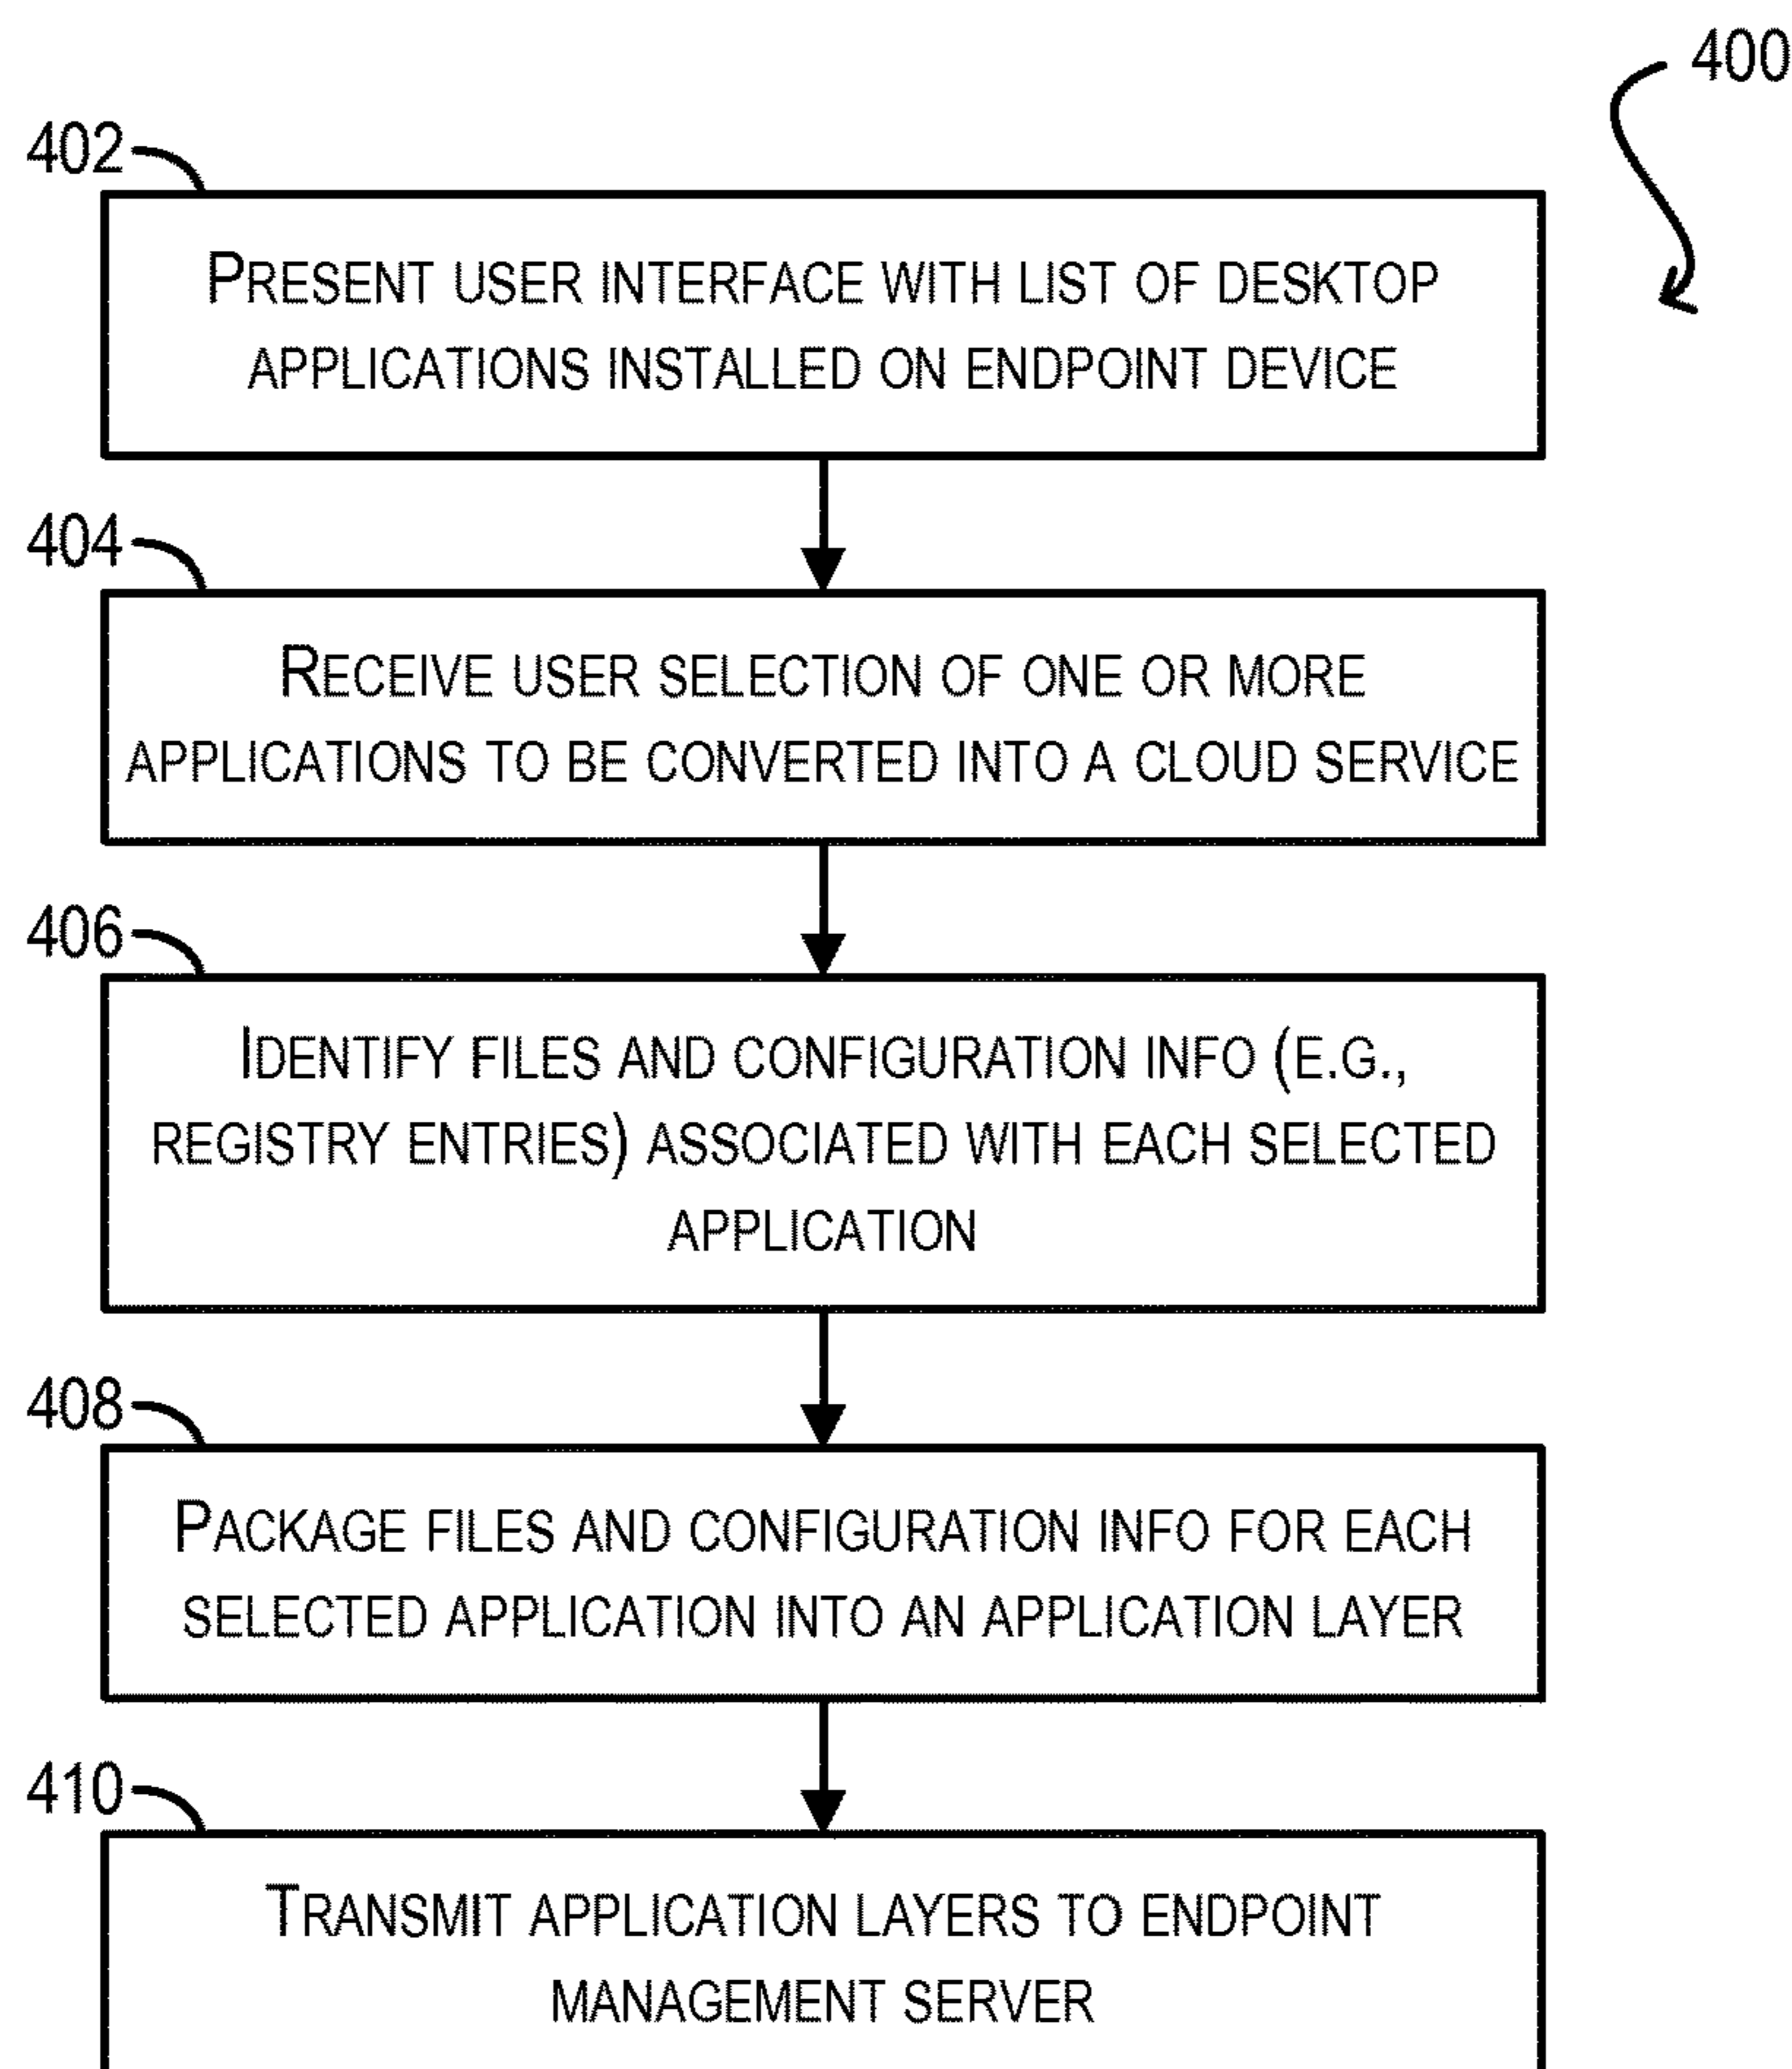 400
402
PRESENT USER INTERFACE WITH LIST OF DESKTOP
APPLICATIONS INSTALLED ON ENDPOINT DEVICE
404
RECEIVE USER SELECTION OF ONE OR MORE
APPLICATIONS TO BE CONVERTED INTO A CLOUD SERVICE
406
IDENTIFY FILES AND CONFIGURATION INFO (E.G.,
REGISTRY ENTRIES) ASSOCIATED WITH EACH SELECTED
APPLICATION
408
PACKAGE FILES AND CONFIGURATION INFO FOR EACH
SELECTED APPLICATION INTO AN APPLICATION LAYER
410
TRANSMIT APPLICATION LAYERS TO ENDPOINT
MANAGEMENT SERVER